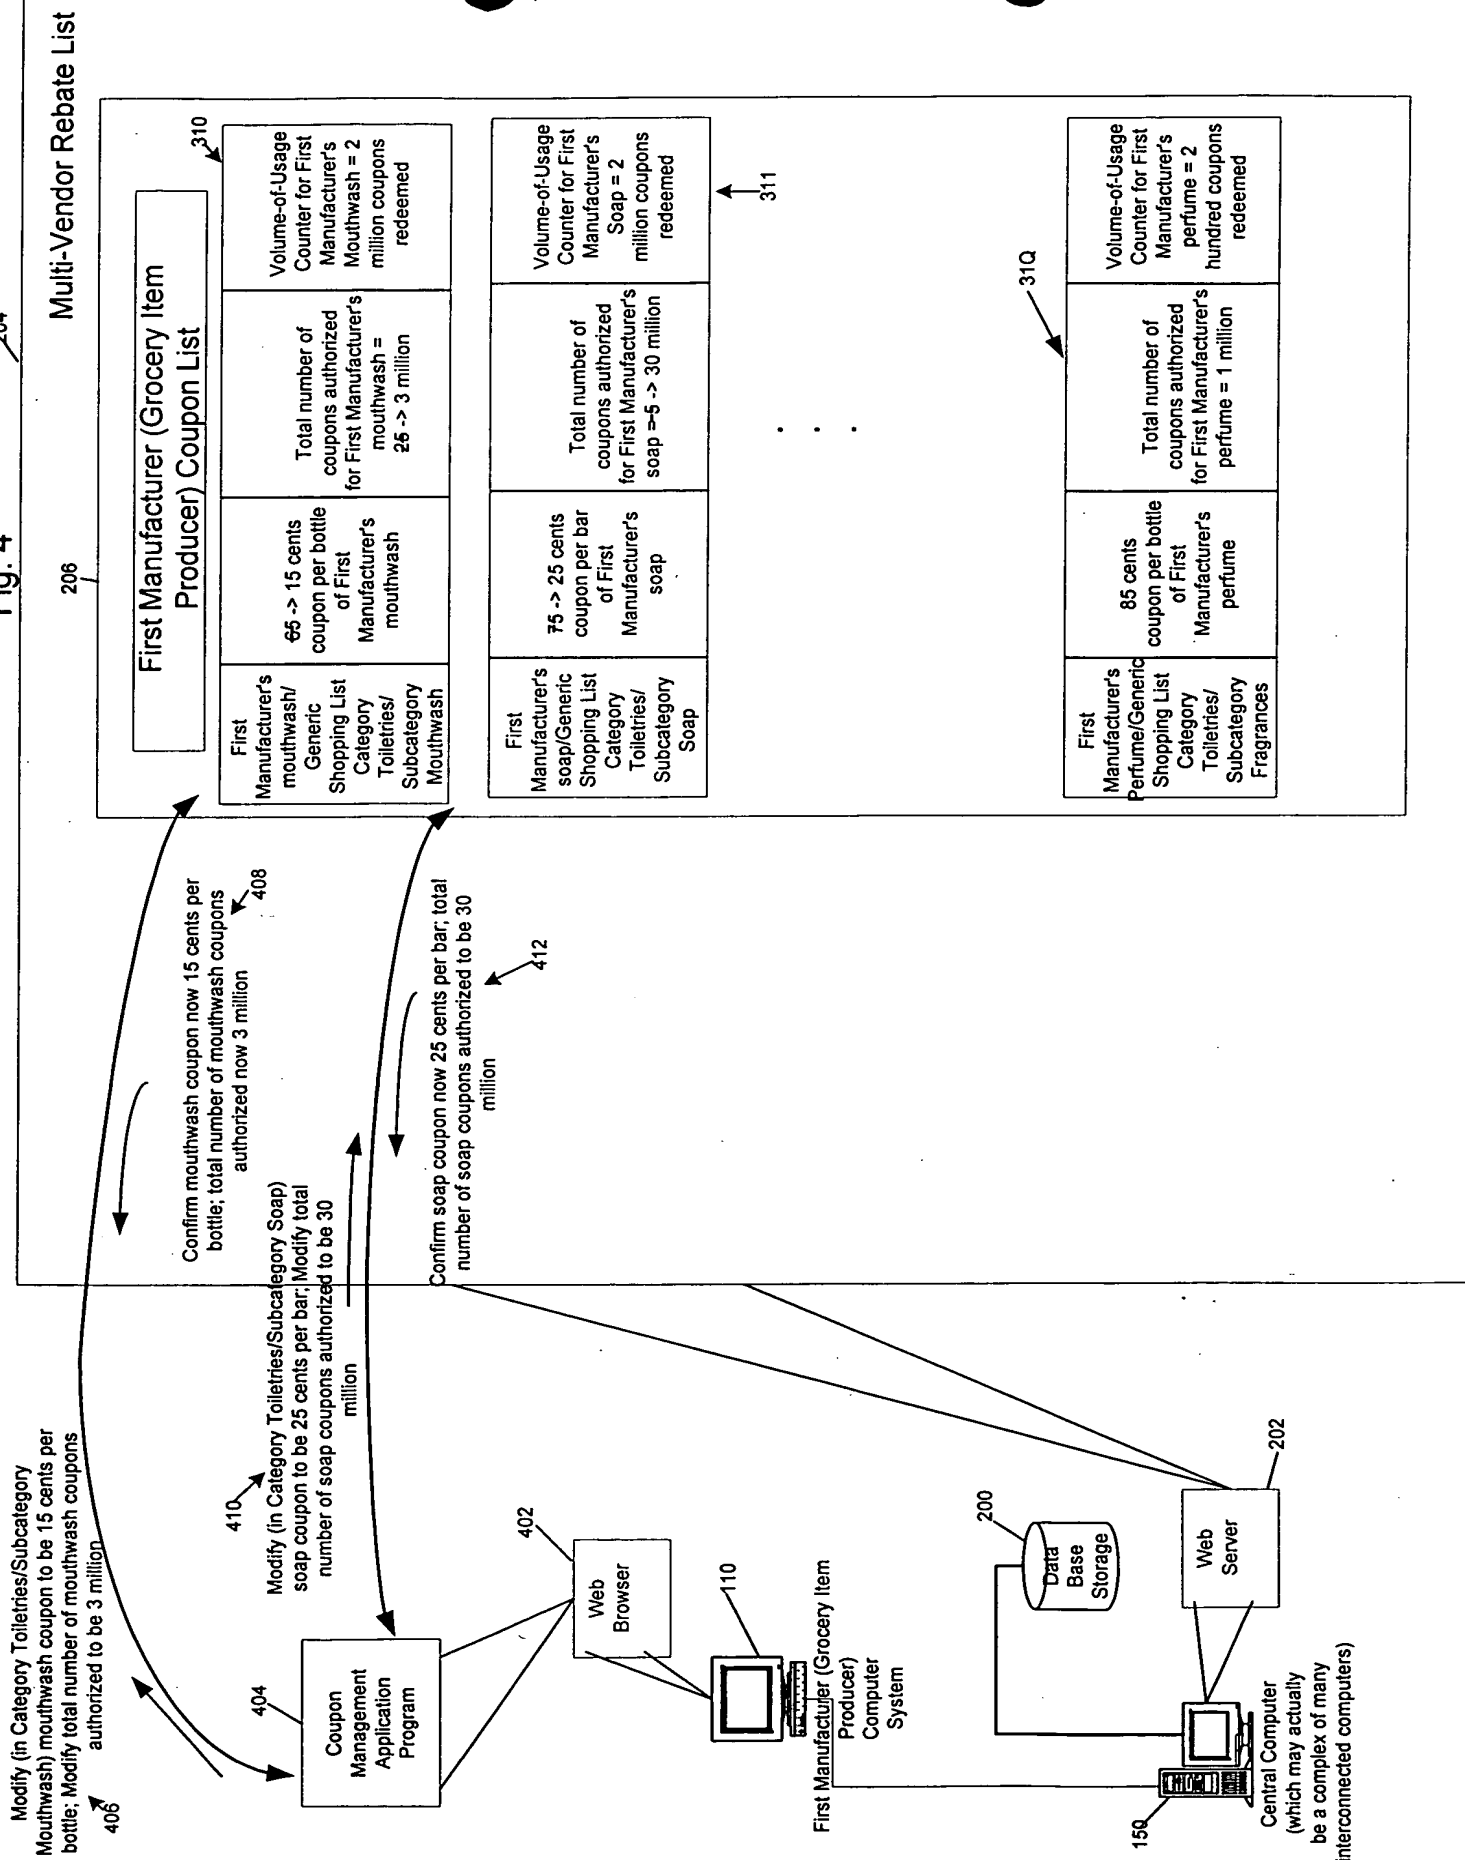 Fig. 4
204
Multi-Vendor Rebate List
206
First Manufacturer (Grocery Item
Producer) Coupon List
310
First
Manufacturer's
mouthwash/
Generic
Shopping List
Category
Toiletries/
Subcategory
Mouthwash
65 -> 15 cents
coupon per bottle
of First
Manufacturer's
mouthwash
Total number of
coupons authorized
for First Manufacturer's
mouthwash =
25 -> 3 million
Volume-of-Usage
Counter for First
Manufacturer's
Mouthwash = 2
million coupons
redeemed
First
Manufacturer's
soap/Generic
Shopping List
Category
Toiletries/
Subcategory
Soap
75 -> 25 cents
coupon per bar
of First
Manufacturer's
soap
Total number of
coupons authorized
for First Manufacturer's
soap = 5 -> 30 million
Volume-of-Usage
Counter for First
Manufacturer's
Soap = 2
million coupons
redeemed
311
. . .
31Q
First
Manufacturer's
Perfume/Generic
Shopping List
Category
Toiletries/
Subcategory
Fragrances
85 cents
coupon per bottle
of First
Manufacturer's
perfume
Total number of
coupons authorized
for First Manufacturer's
perfume = 1 million
Volume-of-Usage
Counter for First
Manufacturer's
perfume = 2
hundred coupons
redeemed
Modify (in Category Toiletries/Subcategory
Mouthwash) mouthwash coupon to be 15 cents per
bottle; Modify total number of mouthwash coupons
authorized to be 3 million
406
Confirm mouthwash coupon now 15 cents per
bottle; total number of mouthwash coupons
authorized now 3 million
408
410
Modify (in Category Toiletries/Subcategory Soap)
soap coupon to be 25 cents per bar; Modify total
number of soap coupons authorized to be 30
million
Confirm soap coupon now 25 cents per bar; total
number of soap coupons authorized to be 30
million
412
404
Coupon
Management
Application
Program
402
Web
Browser
110
First Manufacturer (Grocery Item
Producer)
Computer
System
200
Data
Base
Storage
202
Web
Server
150
Central Computer
(which may actually
be a complex of many
interconnected computers)